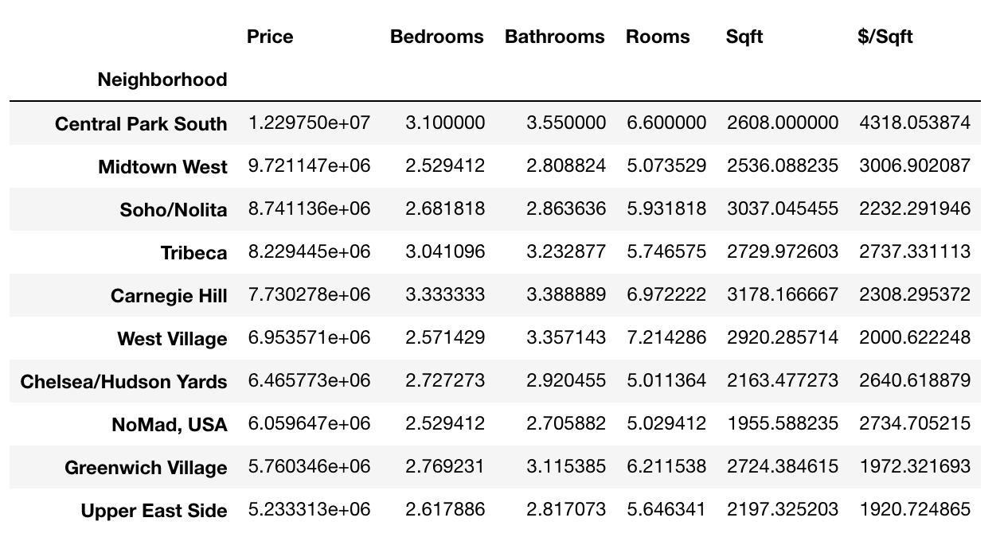 Price Bedrooms Bathrooms Rooms Sqft $/Sqft
Neighborhood
Central Park South 1.229750e+07 3.100000 3.550000 6.600000 2608.000000 4318.053874
Midtown West 9.721147e+06 2.529412 2.808824 5.073529 2536.088235 3006.902087
Soho/Nolita 8.741136e+06 2.681818 2.863636 5.931818 3037.045455 2232.291946
Tribeca 8.229445e+06 3.041096 3.232877 5.746575 2729.972603 2737.331113
Carnegie Hill 7.730278e+06 3.333333 3.388889 6.972222 3178.166667 2308.295372
West Village 6.953571e+06 2.571429 3.357143 7.214286 2920.285714 2000.622248
Chelsea/Hudson Yards 6.465773e+06 2.727273 2.920455 5.011364 2163.477273 2640.618879
NoMad, USA 6.059647e+06 2.529412 2.705882 5.029412 1955.588235 2734.705215
Greenwich Village 5.760346e+06 2.769231 3.115385 6.211538 2724.384615 1972.321693
Upper East Side 5.233313e+06 2.617886 2.817073 5.646341 2197.325203 1920.724865